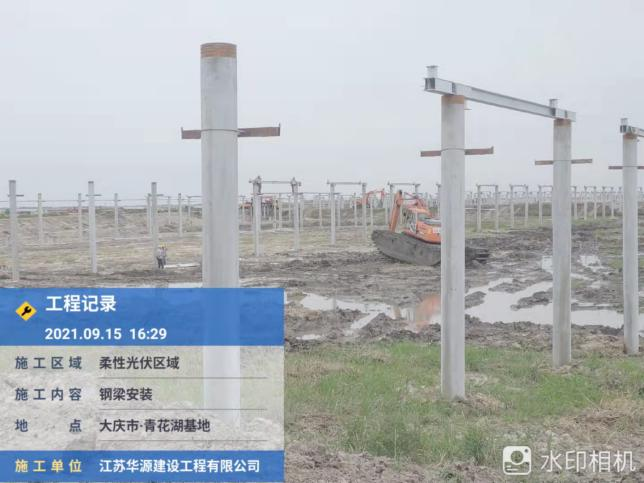 工程记录
2021.09.15 16:29
施工区域 柔性光伏区域
施工内容 钢梁安装
地点 大庆市·青花湖基地
施工单位 江苏华源建设工程有限公司
水印相机